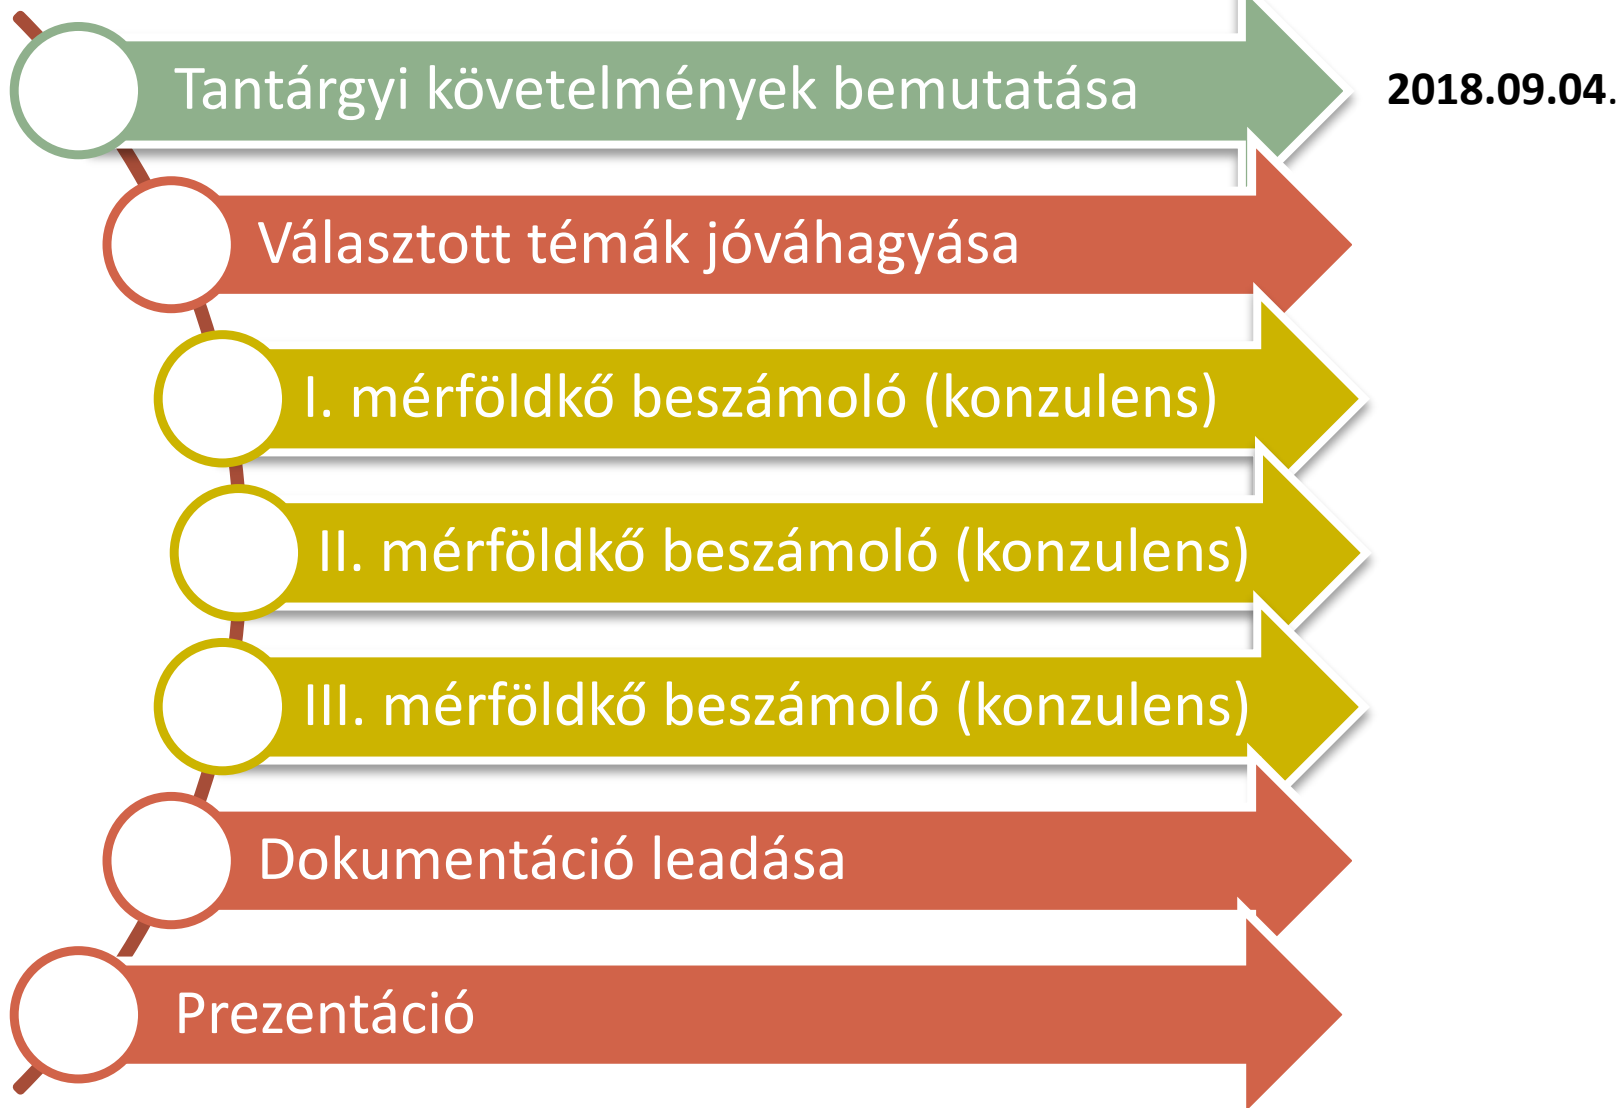 Tantárgyi követelmények bemutatása
2018.09.04.
Választott témák jóváhagyása
I. mérföldkő beszámoló (konzulens)
II. mérföldkő beszámoló (konzulens)
III. mérföldkő beszámoló (konzulens)
Dokumentáció leadása
Prezentáció